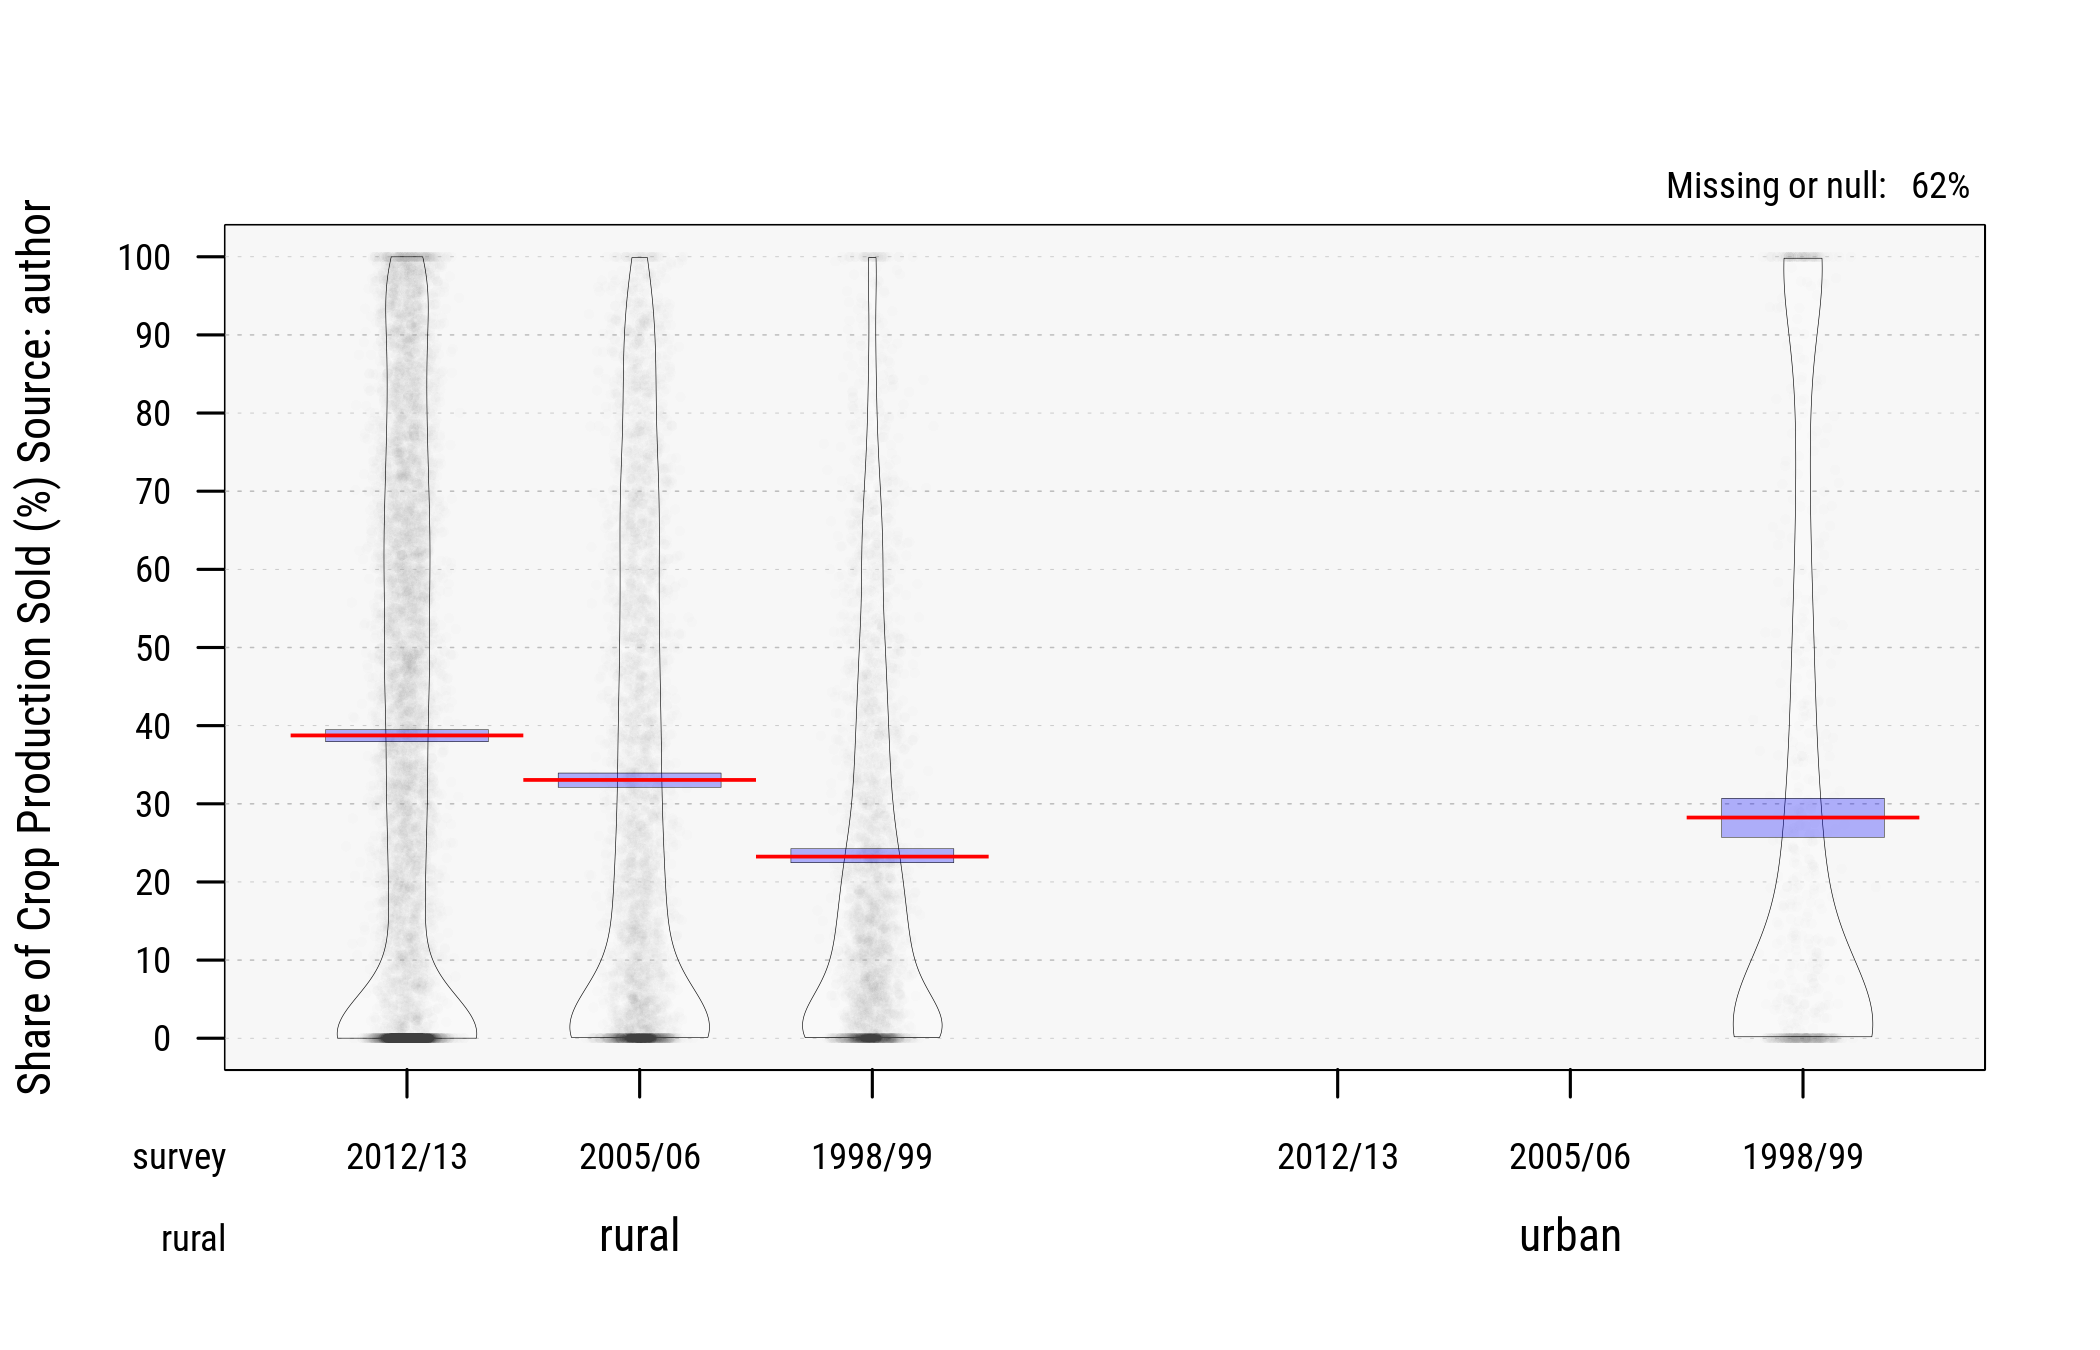 Missing or null: 62%
Share of Crop Production Sold (%) Source: author
100
90
80
70
60
50
40
30
20
10
0
survey 2012/13 2005/06 1998/99 2012/13 2005/06 1998/99
rural rural urban